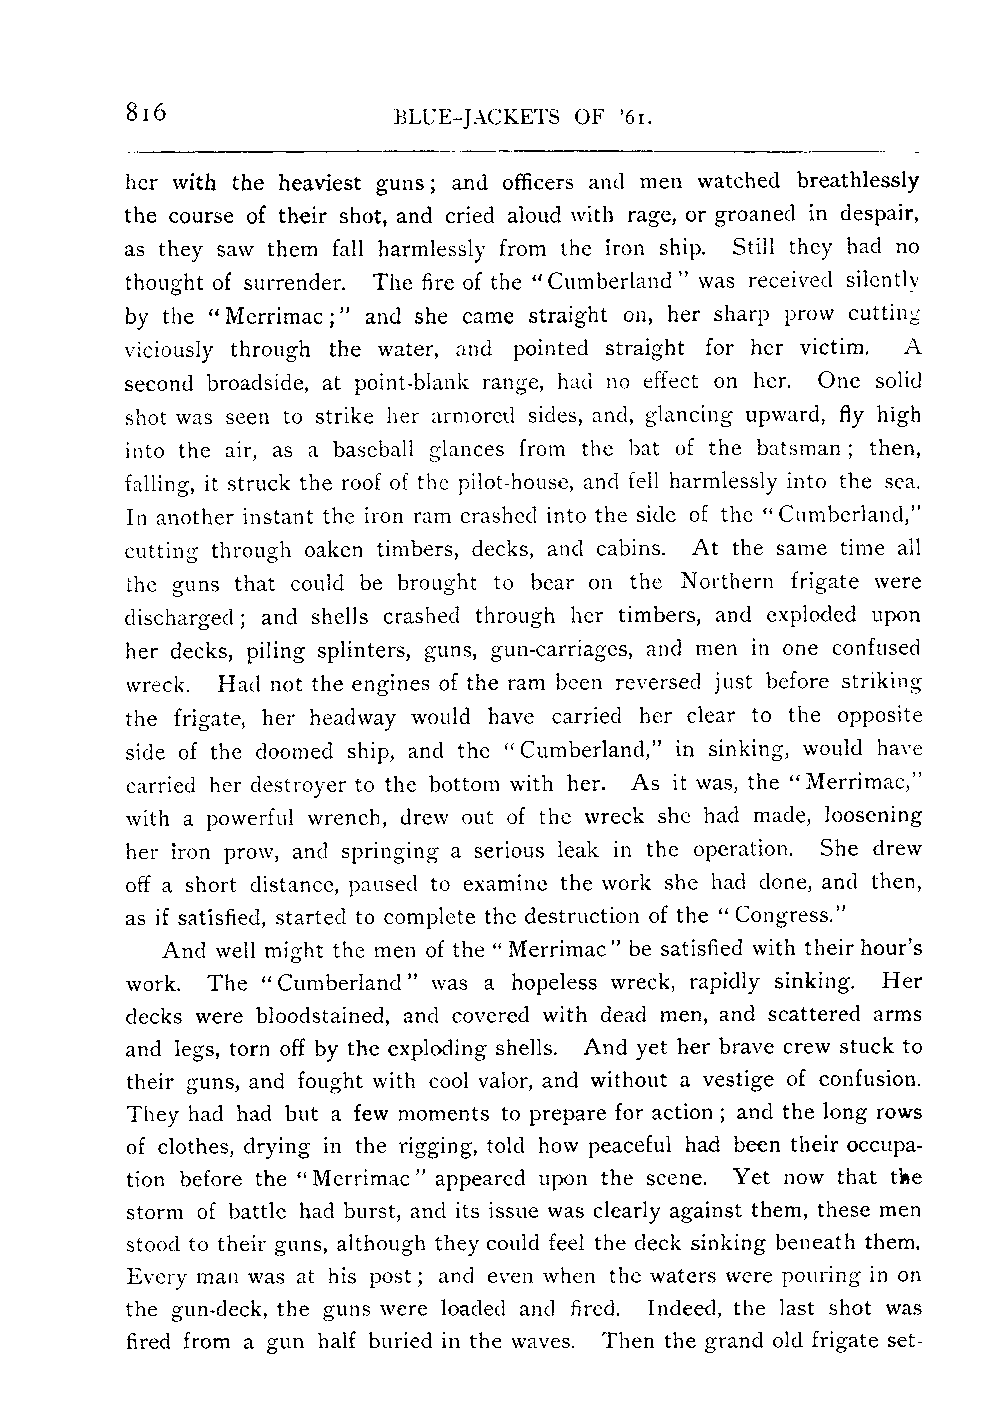 816 BLUE-JACKETS OF '61.
her with the heaviest guns; and officers and men watched breathlessly
the course of their shot, and cried aloud with rage, or groaned in despair,
as they saw them fall harmlessly from the iron ship. Still they had no
thought of surrender. The fire of the "Cumberland" was received silently
by the "Merrimac;" and she came straight on, her sharp prow cutting
viciously through the water, and pointed straight for her victim. A
second broadside, at point-blank range, had no effect on her. One solid
shot was seen to strike her armored sides, and, glancing upward, fly high
into the air, as a baseball glances from the bat of the batsman; then,
falling, it struck the roof of the pilot-house, and fell harmlessly into the sea.
In another instant the iron ram crashed into the side of the "Cumberland,"
cutting through oaken timbers, decks, and cabins. At the same time all
the guns that could be brought to bear on the Northern frigate were
discharged; and shells crashed through her timbers, and exploded upon
her decks, piling splinters, guns, gun-carriages, and men in one confused
wreck. Had not the engines of the ram been reversed just before striking
the frigate, her headway would have carried her clear to the opposite
side of the doomed ship, and the "Cumberland," in sinking, would have
carried her destroyer to the bottom with her. As it was, the "Merrimac,"
with a powerful wrench, drew out of the wreck she had made, loosening
her iron prow, and springing a serious leak in the operation. She drew
off a short distance, paused to examine the work she had done, and then,
as if satisfied, started to complete the destruction of the "Congress."
And well might the men of the "Merrimac" be satisfied with their hour's
work. The "Cumberland" was a hopeless wreck, rapidly sinking. Her
decks were bloodstained, and covered with dead men, and scattered arms
and legs, torn off by the exploding shells. And yet her brave crew stuck to
their guns, and fought with cool valor, and without a vestige of confusion.
They had had but a few moments to prepare for action; and the long rows
of clothes, drying in the rigging, told how peaceful had been their occupa-
tion before the "Merrimac" appeared upon the scene. Yet now that the
storm of battle had burst, and its issue was clearly against them, these men
stood to their guns, although they could feel the deck sinking beneath them.
Every man was at his post; and even when the waters were pouring in on
the gun-deck, the guns were loaded and fired. Indeed, the last shot was
fired from a gun half buried in the waves. Then the grand old frigate set-